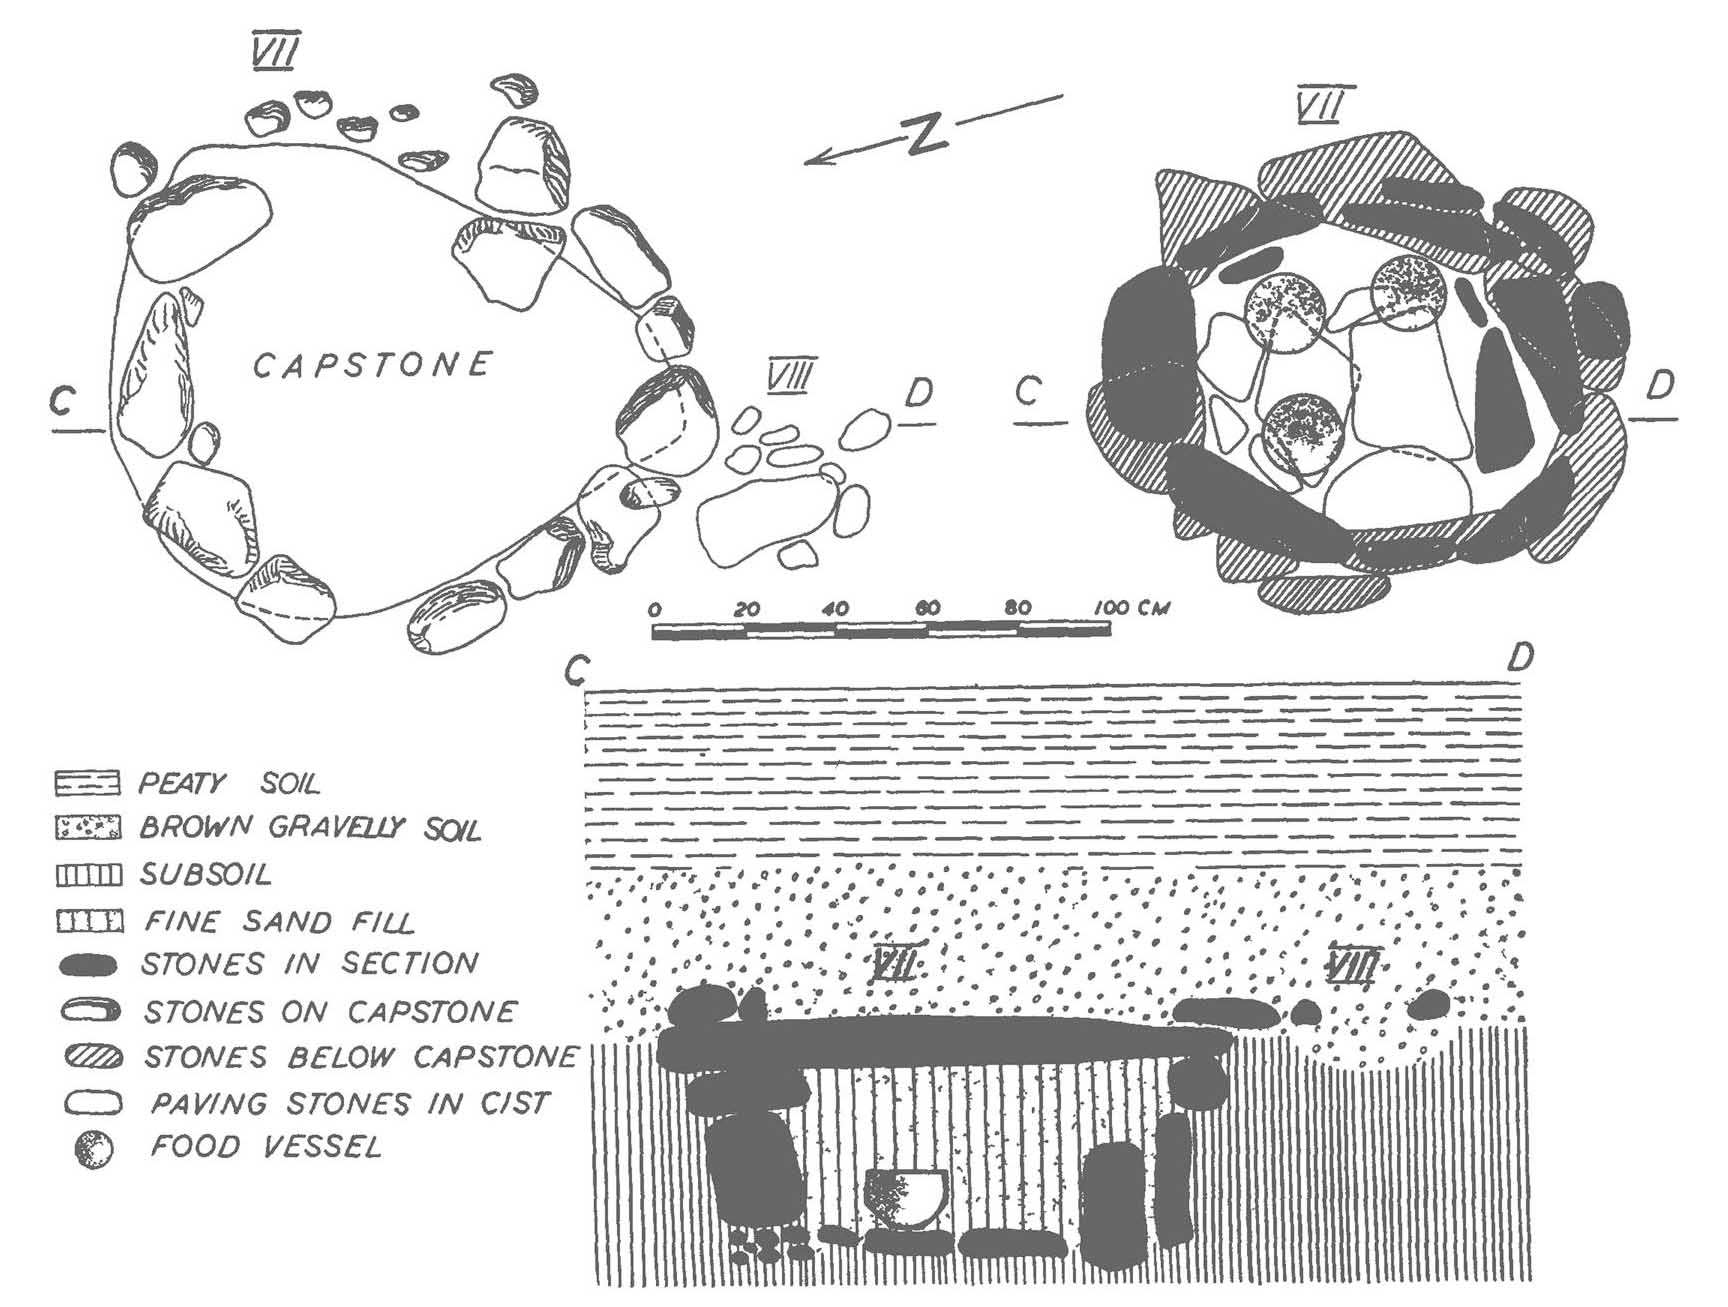 VII
N
VII
CAPSTONE
C
VIII
D
C
D
0 20 40 60 80 100 CM
C
D
PEATY SOIL
BROWN GRAVELLY SOIL
SUBSOIL
FINE SAND FILL
STONES IN SECTION
STONES ON CAPSTONE
STONES BELOW CAPSTONE
PAVING STONES IN CIST
FOOD VESSEL
VII
VIII